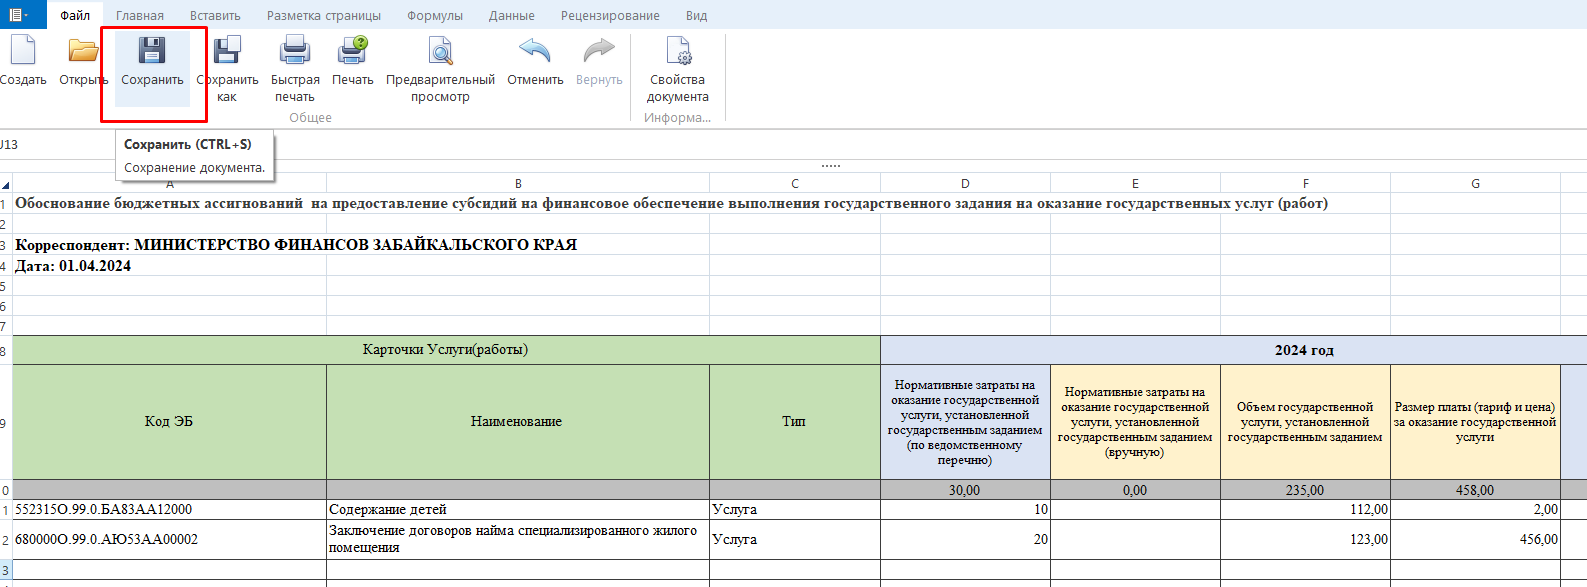 Файл Главная Вставить Разметка страницы Формулы Данные Рецензирование Вид
Создать Открыть Сохранить Сохранить как Быстрая печать Печать Предварительный просмотр Отменить Вернуть Свойства документа
Общее Информа...
J13
Сохранить (CTRL+S)
Сохранение документа.
A B C D E F G
1 Обоснование бюджетных ассигнований на предоставление субсидий на финансовое обеспечение выполнения государственного задания на оказание государственных услуг (работ)
2
3 Корреспондент: МИНИСТЕРСТВО ФИНАНСОВ ЗАБАЙКАЛЬСКОГО КРАЯ
4 Дата: 01.04.2024
5
6
7
8 Карточки Услуги(работы) 2024 год
9 Код ЭБ Наименование Тип
Нормативные затраты на
оказание государственной
услуги, установленной
государственным заданием
(по ведомственному
перечню)
Нормативные затраты на
оказание государственной
услуги, установленной
государственным заданием
(вручную)
Объем государственной
услуги, установленной
государственным заданием
Размер платы (тариф и цена)
за оказание государственной
услуги
0 30,00 0,00 235,00 458,00
1 552315О.99.0.БА83АА12000 Содержание детей Услуга 10 112,00 2,00
2 680000О.99.0.АЮ53АА00002 Заключение договоров найма специализированного жилого
помещения Услуга 20 123,00 456,00
3